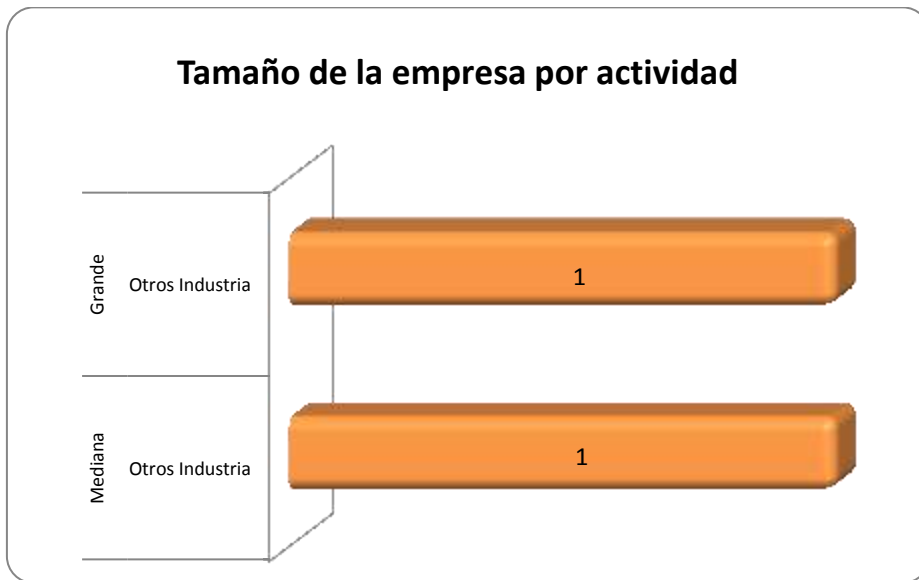 Tamaño de la empresa por actividad
Grande
Otros Industria
1
Mediana
Otros Industria
1